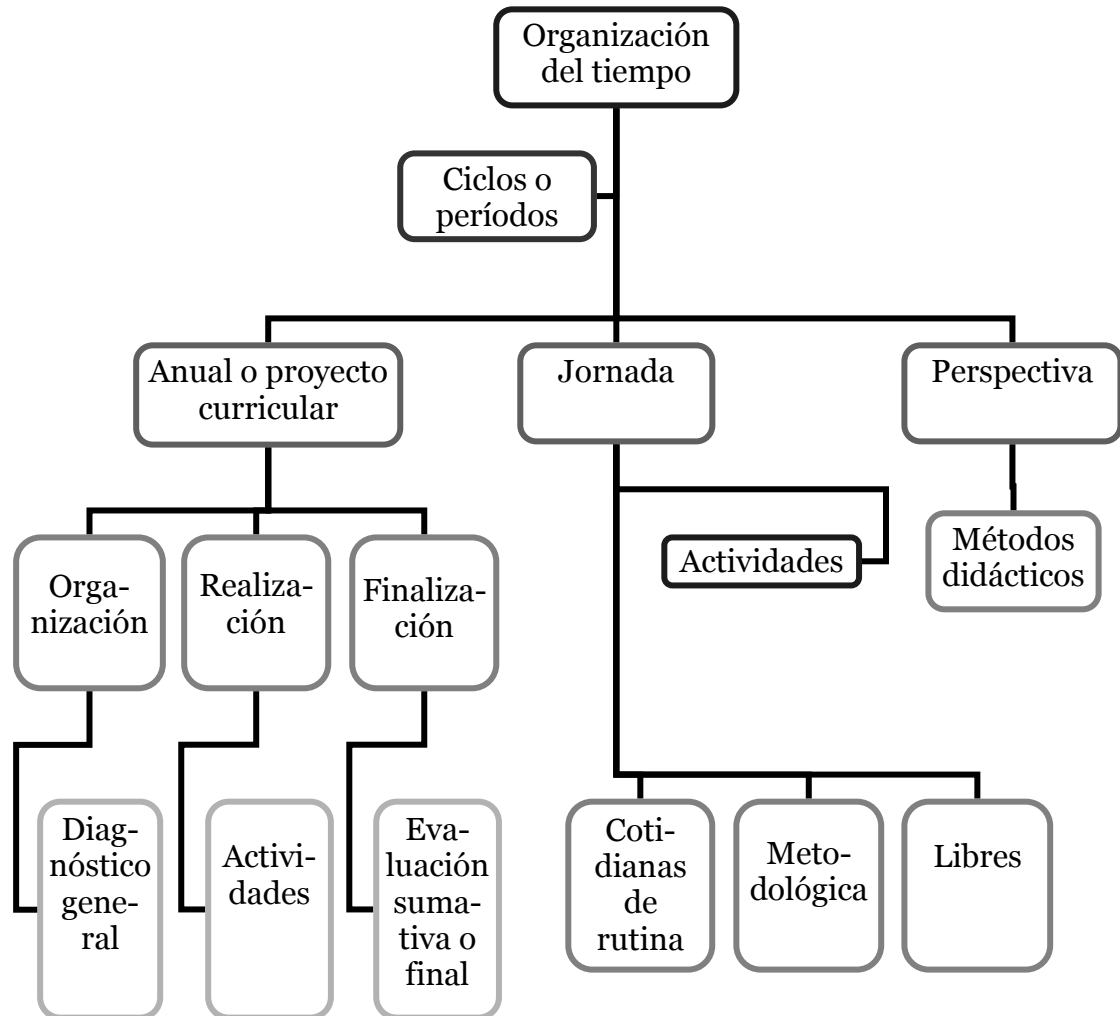 Organización
del tiempo
Ciclos o
períodos
Anual o proyecto
curricular
Jornada
Perspectiva
Actividades
Métodos
didácticos
Orga-
nización
Realiza-
ción
Finaliza-
ción
Diag-
nóstico
gene-
ral
Activi-
dades
Eva-
luación
suma-
tiva o
final
Coti-
dianas
de
rutina
Meto-
dológica
Libres